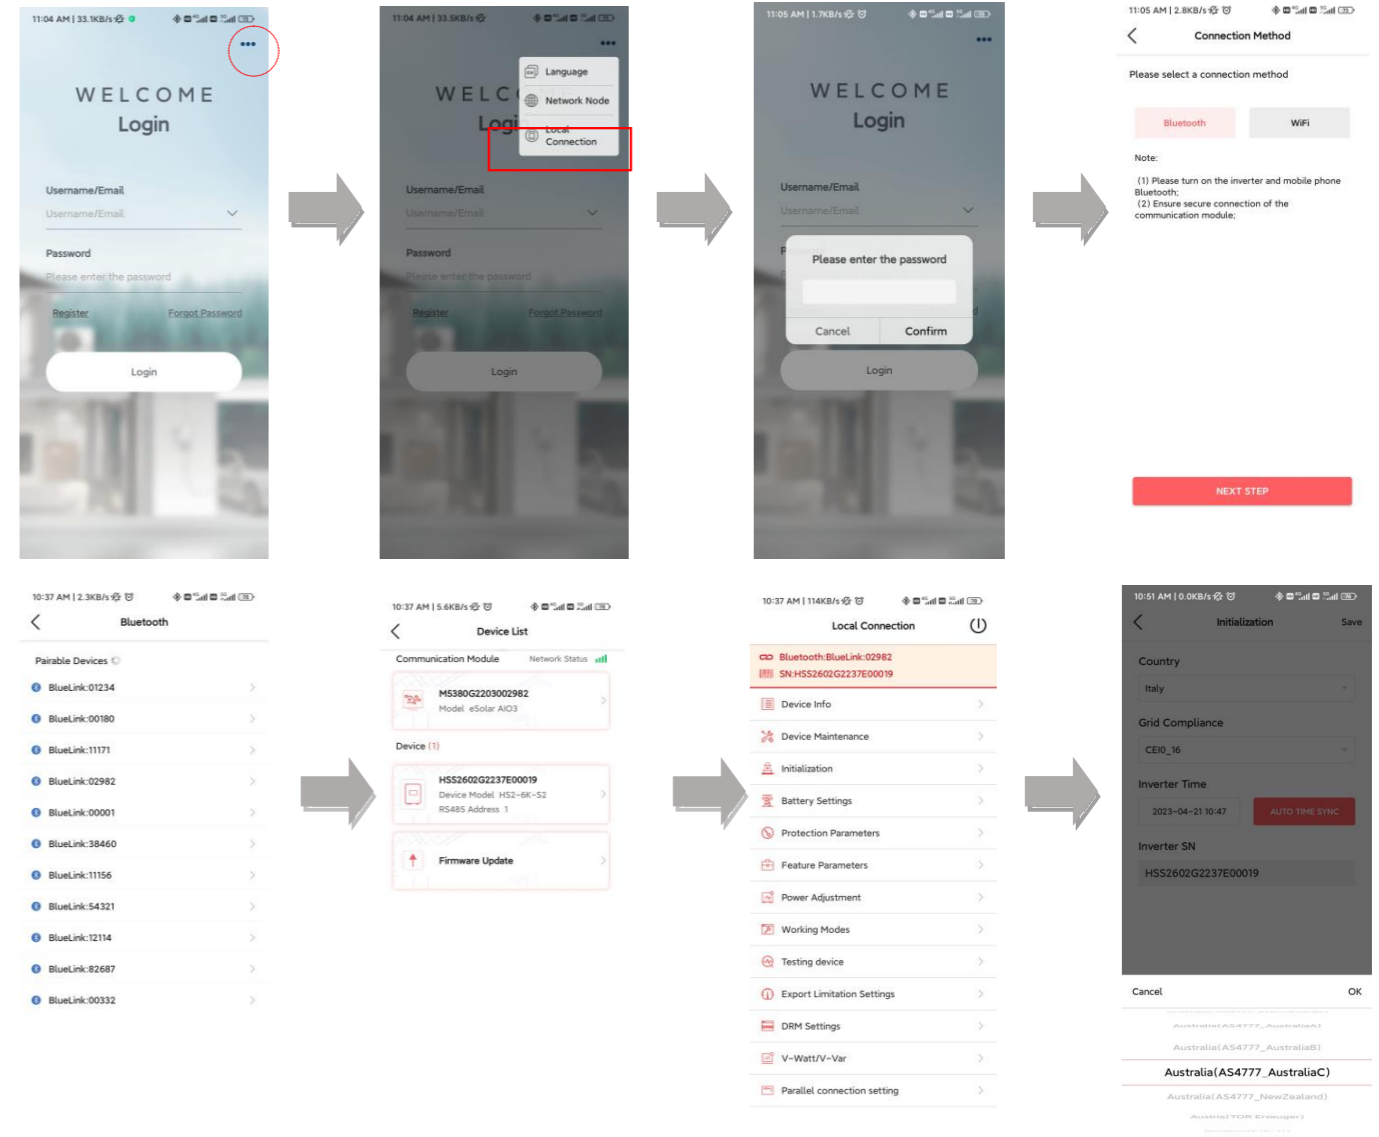 11:04 AM | 33.1KB/s
WELCOME
Login
Username/Email
Username/Email
Password
Please enter the password
Register
Forgot Password
Login
11:04 AM | 33.5KB/s
Language
Network Node
Local
Connection
WELC
Logi
Username/Email
Username/Email
Password
Please enter the password
Register
Forgot Password
Login
11:05 AM | 1.7KB/s
WELCOME
Login
Username/Email
Username/Email
Please enter the password
Cancel
Confirm
Login
11:05 AM | 2.8KB/s
Connection Method
Please select a connection method
Bluetooth
WiFi
Note:
(1) Please turn on the inverter and mobile phone
Bluetooth;
(2) Ensure secure connection of the
communication module;
NEXT STEP
10:37 AM | 2.3KB/s
Bluetooth
Pairable Devices
BlueLink:01234
BlueLink:00180
BlueLink:11171
BlueLink:02982
BlueLink:00001
BlueLink:38460
BlueLink:11156
BlueLink:54321
BlueLink:12114
BlueLink:82687
BlueLink:00332
10:37 AM | 5.6KB/s
Device List
Communication Module
Network Status
M5380G2203002982
Model eSolar AIO3
Device (1)
HSS2602G2237E00019
Device Model HS2-6K-S2
RS485 Address 1
Firmware Update
10:37 AM | 114KB/s
Local Connection
Bluetooth:BlueLink:02982
SN:HSS2602G2237E00019
Device Info
Device Maintenance
Initialization
Battery Settings
Protection Parameters
Feature Parameters
Power Adjustment
Working Modes
Testing device
Export Limitation Settings
DRM Settings
V-Watt/V-Var
Parallel connection setting
10:51 AM | 0.0KB/s
Initialization
Save
Country
Italy
Grid Compliance
CEI0_16
Inverter Time
2023-04-21 10:47
AUTO TIME SYNC
Inverter SN
HSS2602G2237E00019
Cancel
OK
Australia(AS4777_AustraliaA)
Australia(AS4777_AustraliaB)
Australia(AS4777_AustraliaC)
Australia(AS4777_NewZealand)
Austria(TOR Erzeuger)